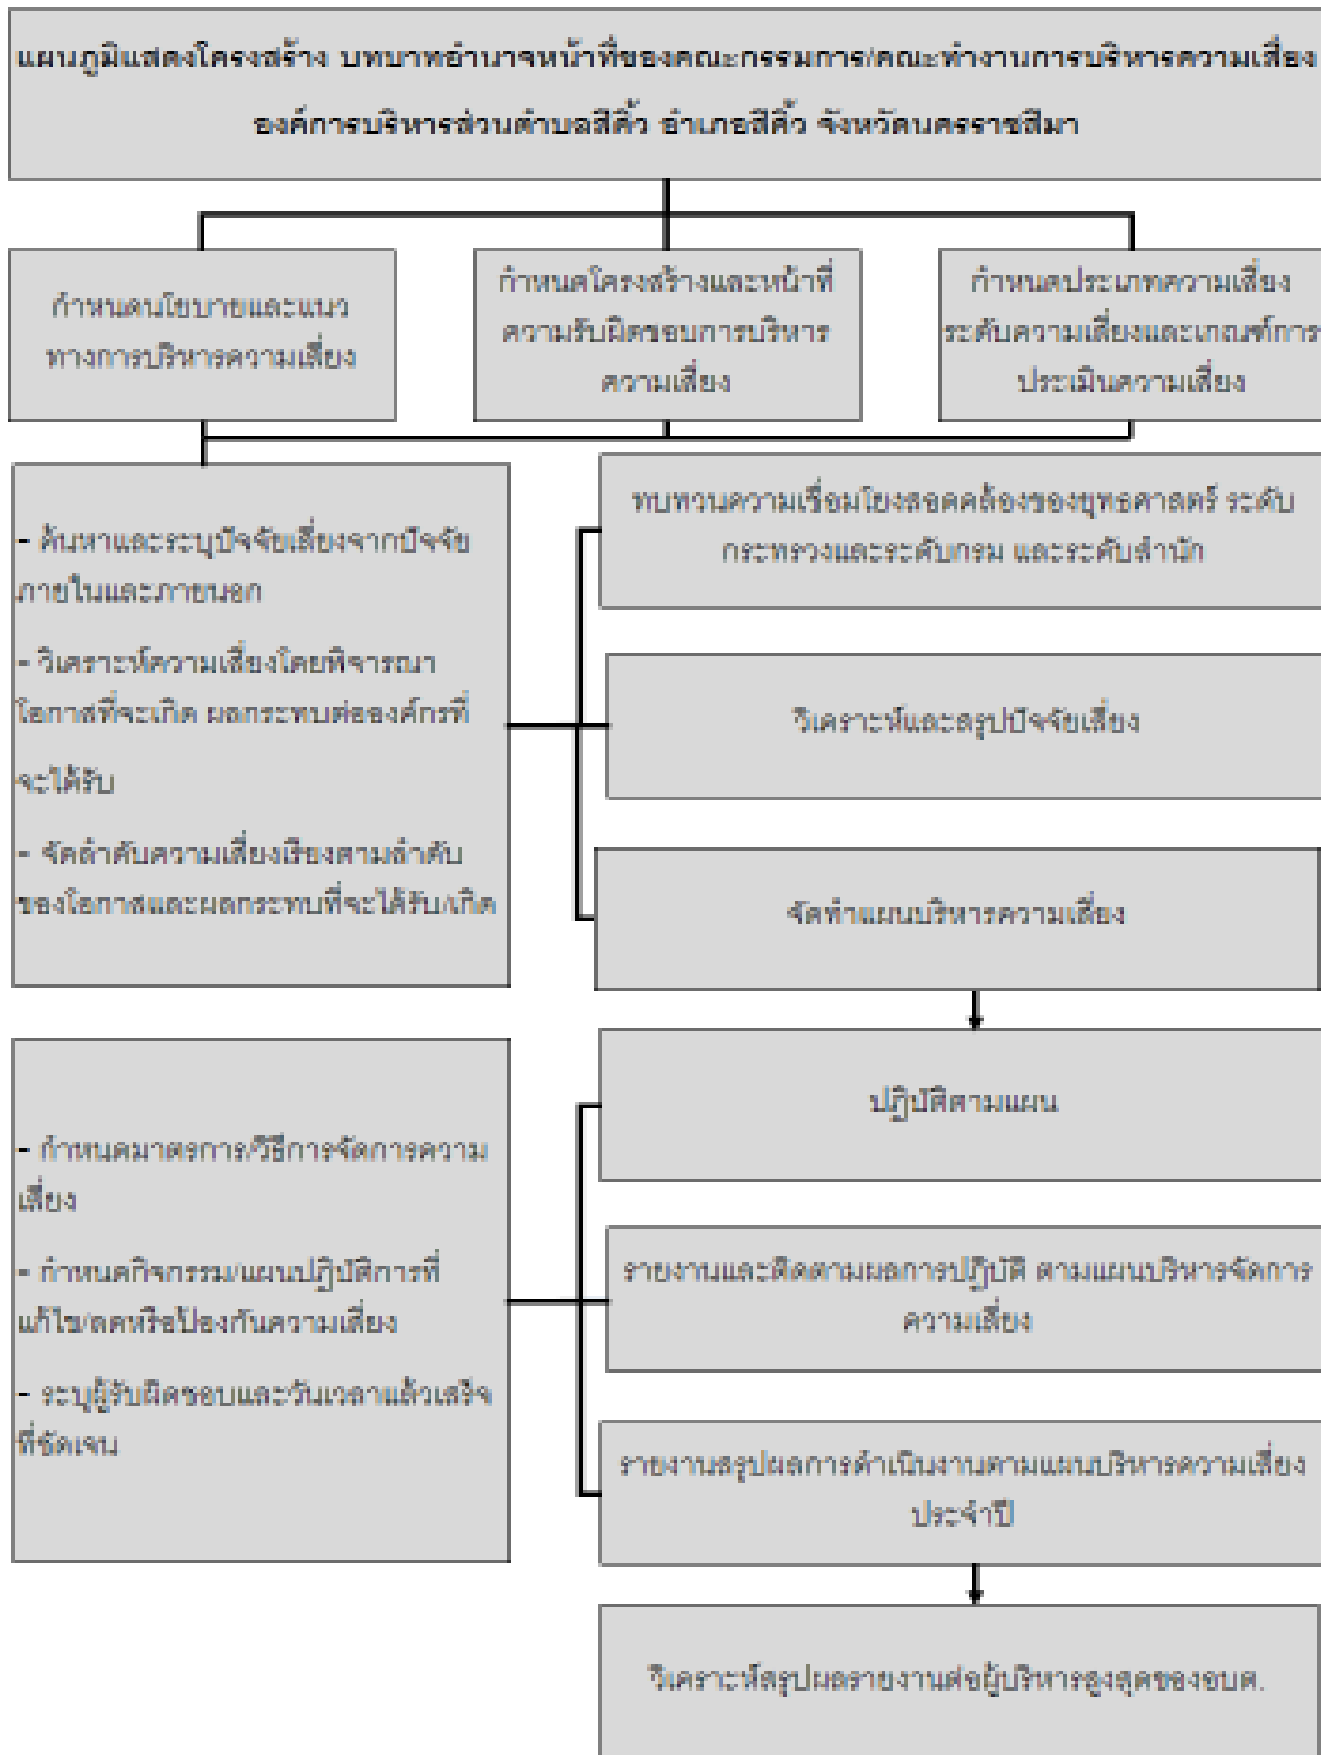 แผนภูมิแสดงโครงสร้าง บทบาทอำนาจหน้าที่ของคณะกรรมการ/คณะทำงานการบริหารความเสี่ยง
องค์การบริหารส่วนตำบลสีคิ้ว อำเภอสีคิ้ว จังหวัดนครราชสีมา
กำหนดนโยบายและแนว
ทางการบริหารความเสี่ยง
กำหนดโครงสร้างและหน้าที่
ความรับผิดชอบการบริหาร
ความเสี่ยง
กำหนดประเภทความเสี่ยง
ระดับความเสี่ยงและเกณฑ์การ
ประเมินความเสี่ยง
- ค้นหาและระบุปัจจัยเสี่ยงจากปัจจัย
ภายในและภายนอก
- วิเคราะห์ความเสี่ยงโดยพิจารณา
โอกาสที่จะเกิด ผลกระทบต่อองค์กรที่
จะได้รับ
- จัดลำดับความเสี่ยงเรียงตามลำดับ
ของโอกาสและผลกระทบที่จะได้รับ/เกิด
ทบทวนความเชื่อมโยงสอดคล้องของยุทธศาสตร์ ระดับ
กระทรวงและระดับกรม และระดับสำนัก
วิเคราะห์และสรุปปัจจัยเสี่ยง
จัดทำแผนบริหารความเสี่ยง
- กำหนดมาตรการ/วิธีการจัดการความ
เสี่ยง
- กำหนดกิจกรรม/แผนปฏิบัติการที่
แก้ไข/ลดหรือป้องกันความเสี่ยง
- ระบุผู้รับผิดชอบและวันเวลาแล้วเสร็จ
ที่ชัดเจน
ปฏิบัติตามแผน
รายงานและติดตามผลการปฏิบัติ ตามแผนบริหารจัดการ
ความเสี่ยง
รายงานสรุปผลการดำเนินงานตามแผนบริหารความเสี่ยง
ประจำปี
วิเคราะห์สรุปผลรายงานต่อผู้บริหารสูงสุดของอบต.